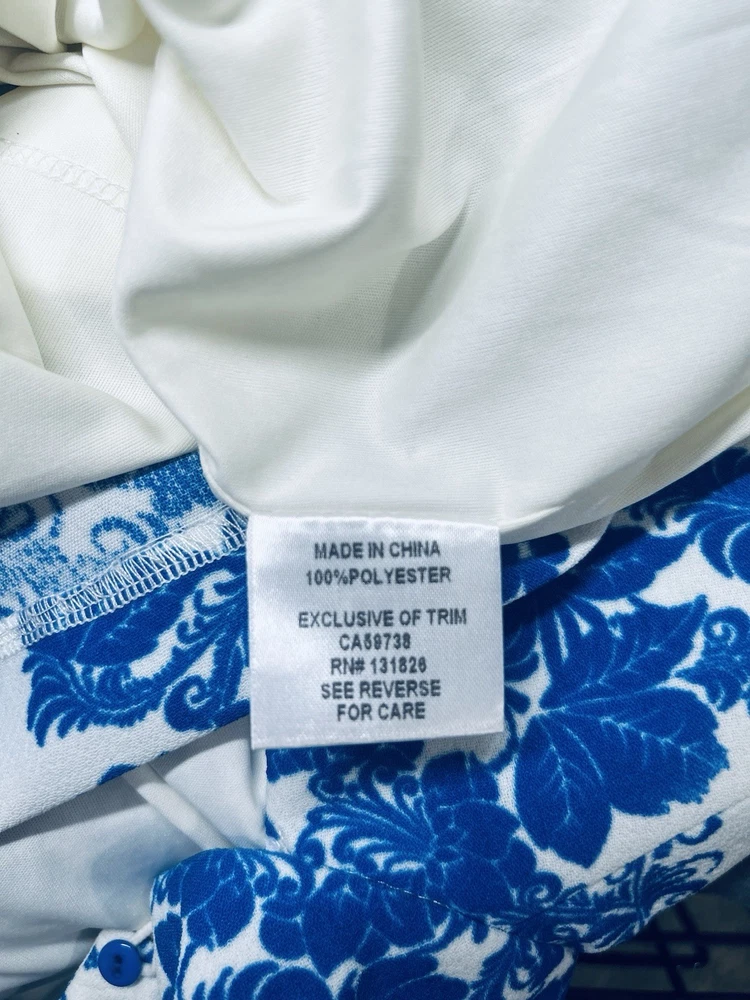 MADE IN CHINA
100%POLYESTER
EXCLUSIVE OF TRIM
CA59738
RN# 131826
SEE REVERSE
FOR CARE